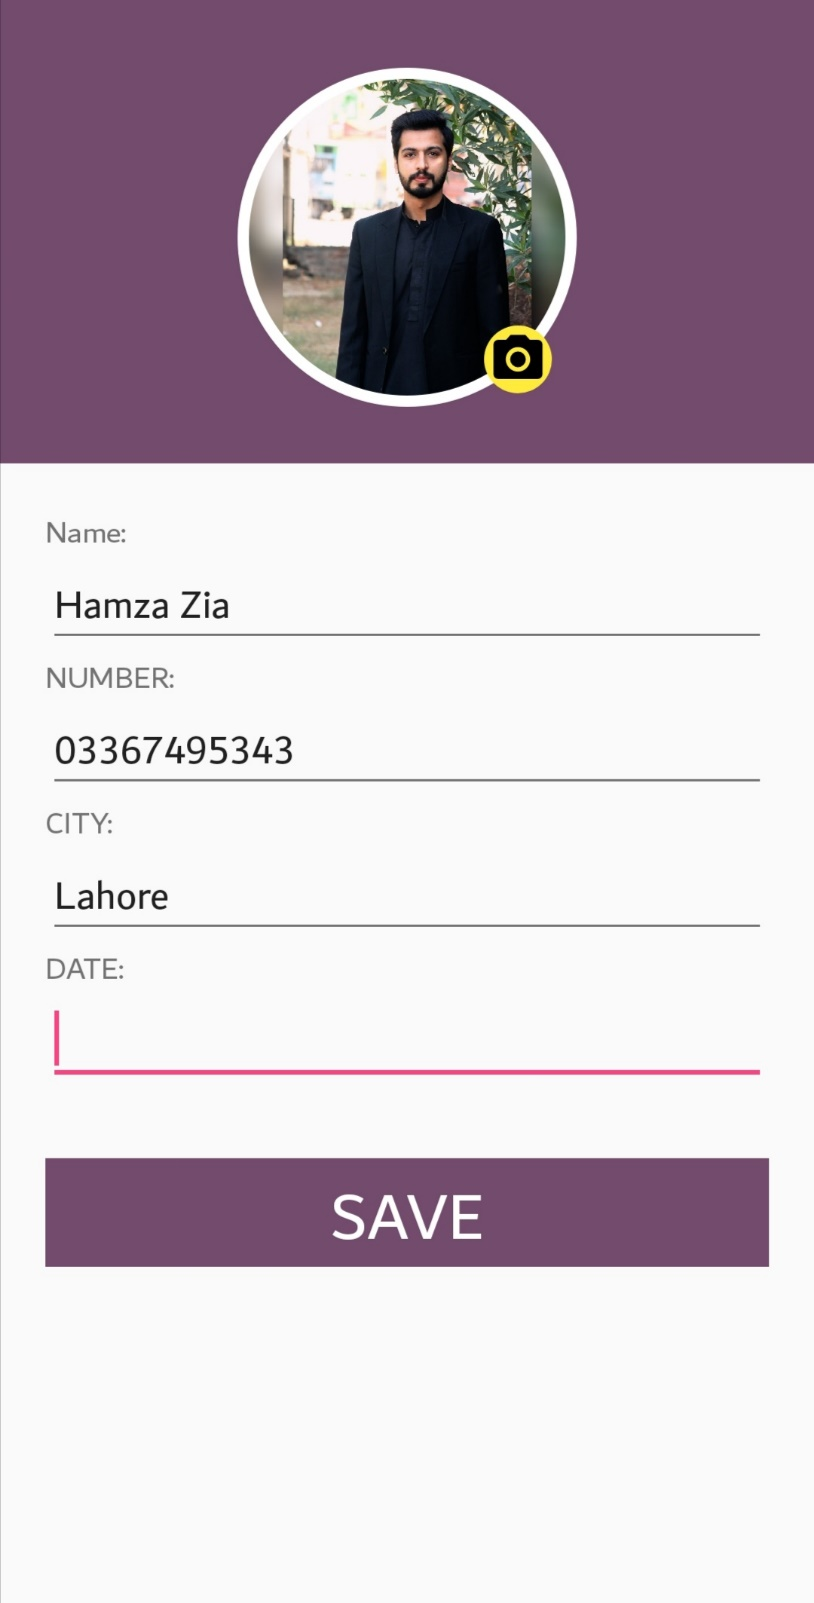 Name:
Hamza Zia
NUMBER:
03367495343
CITY:
Lahore
DATE:
SAVE